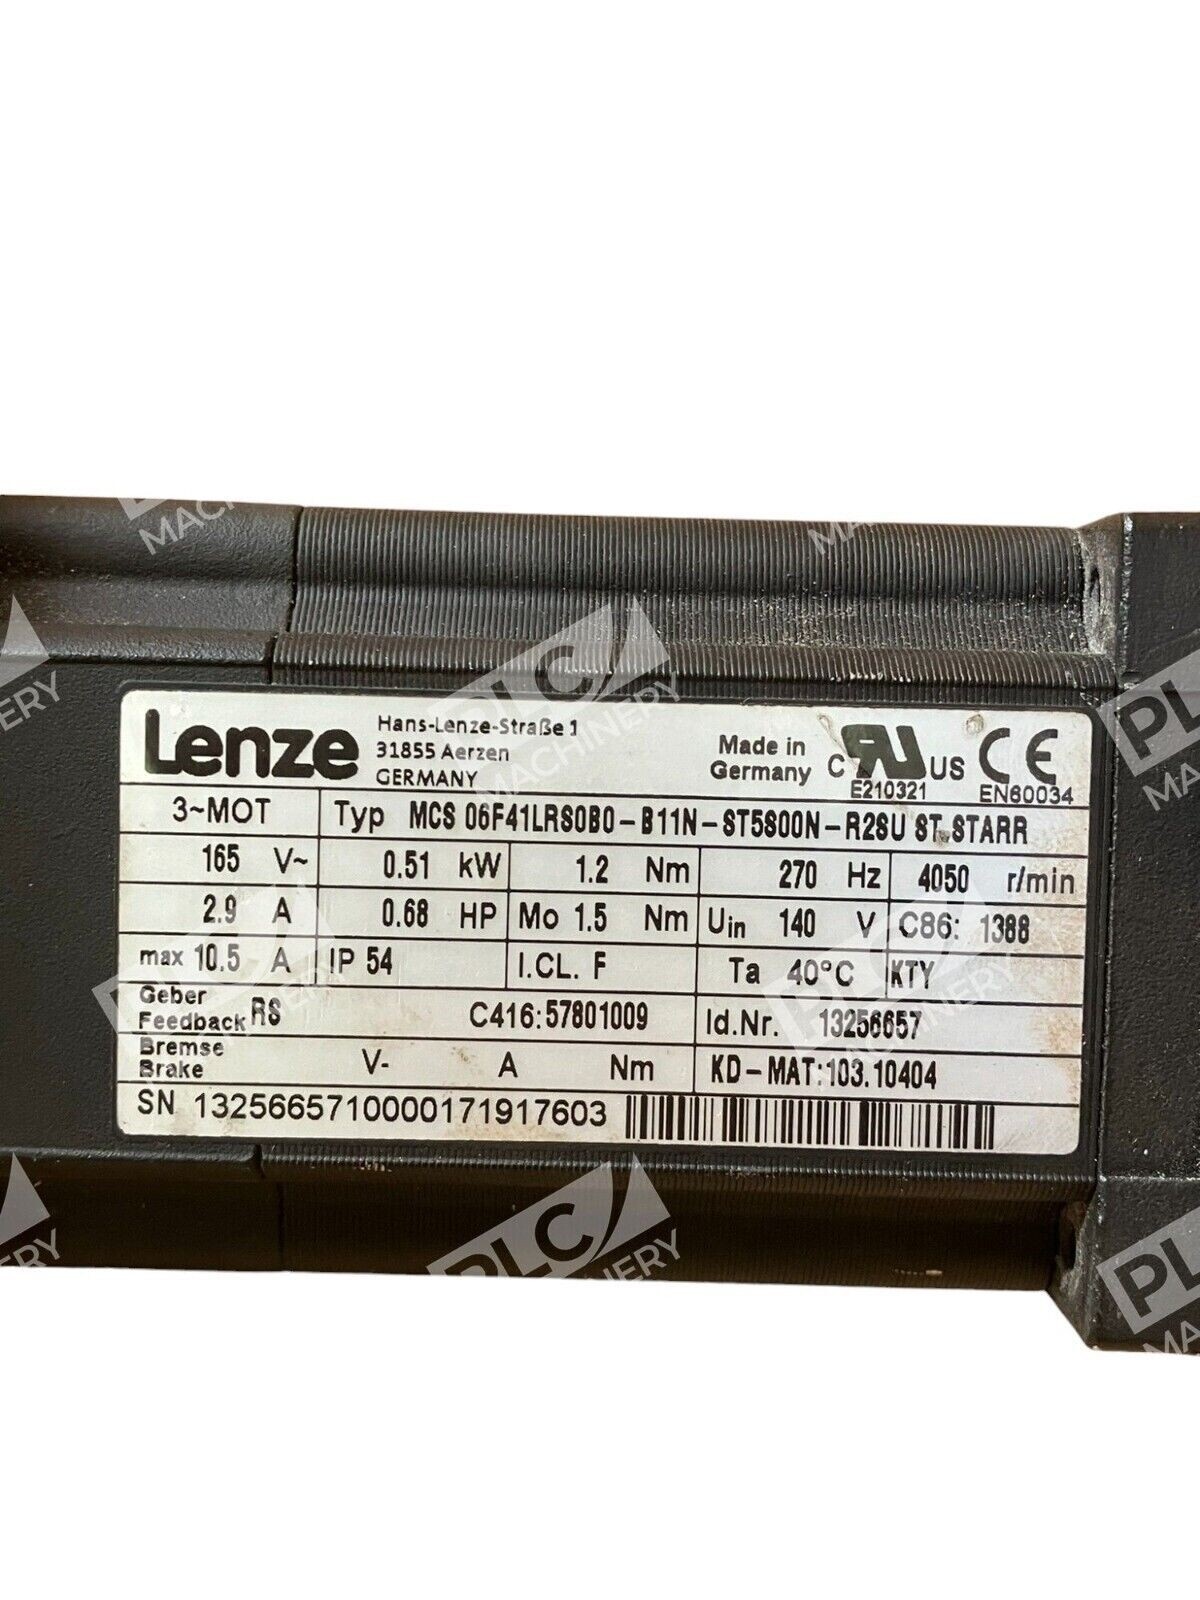 Lenze
Hans-Lenze-Straße 1
31855 Aerzen
GERMANY
Made in
Germany
C RU US
E210321
CE
EN60034
3~MOT Typ MCS 06F41LRS0B0-B11N-ST5S00N-R2SU ST.STARR
165 V~ 0.51 kW 1.2 Nm 270 Hz 4050 r/min
2.9 A 0.68 HP Mo 1.5 Nm Uin 140 V C86: 1388
max 10.5 A IP 54 I.CL. F Ta 40°C KTY
Geber
Feedback RS C416:57801009 Id.Nr. 13256657
Bremse
Brake V- A Nm KD-MAT:103.10404
SN 1325665710000171917603
PLC
MACHINERY